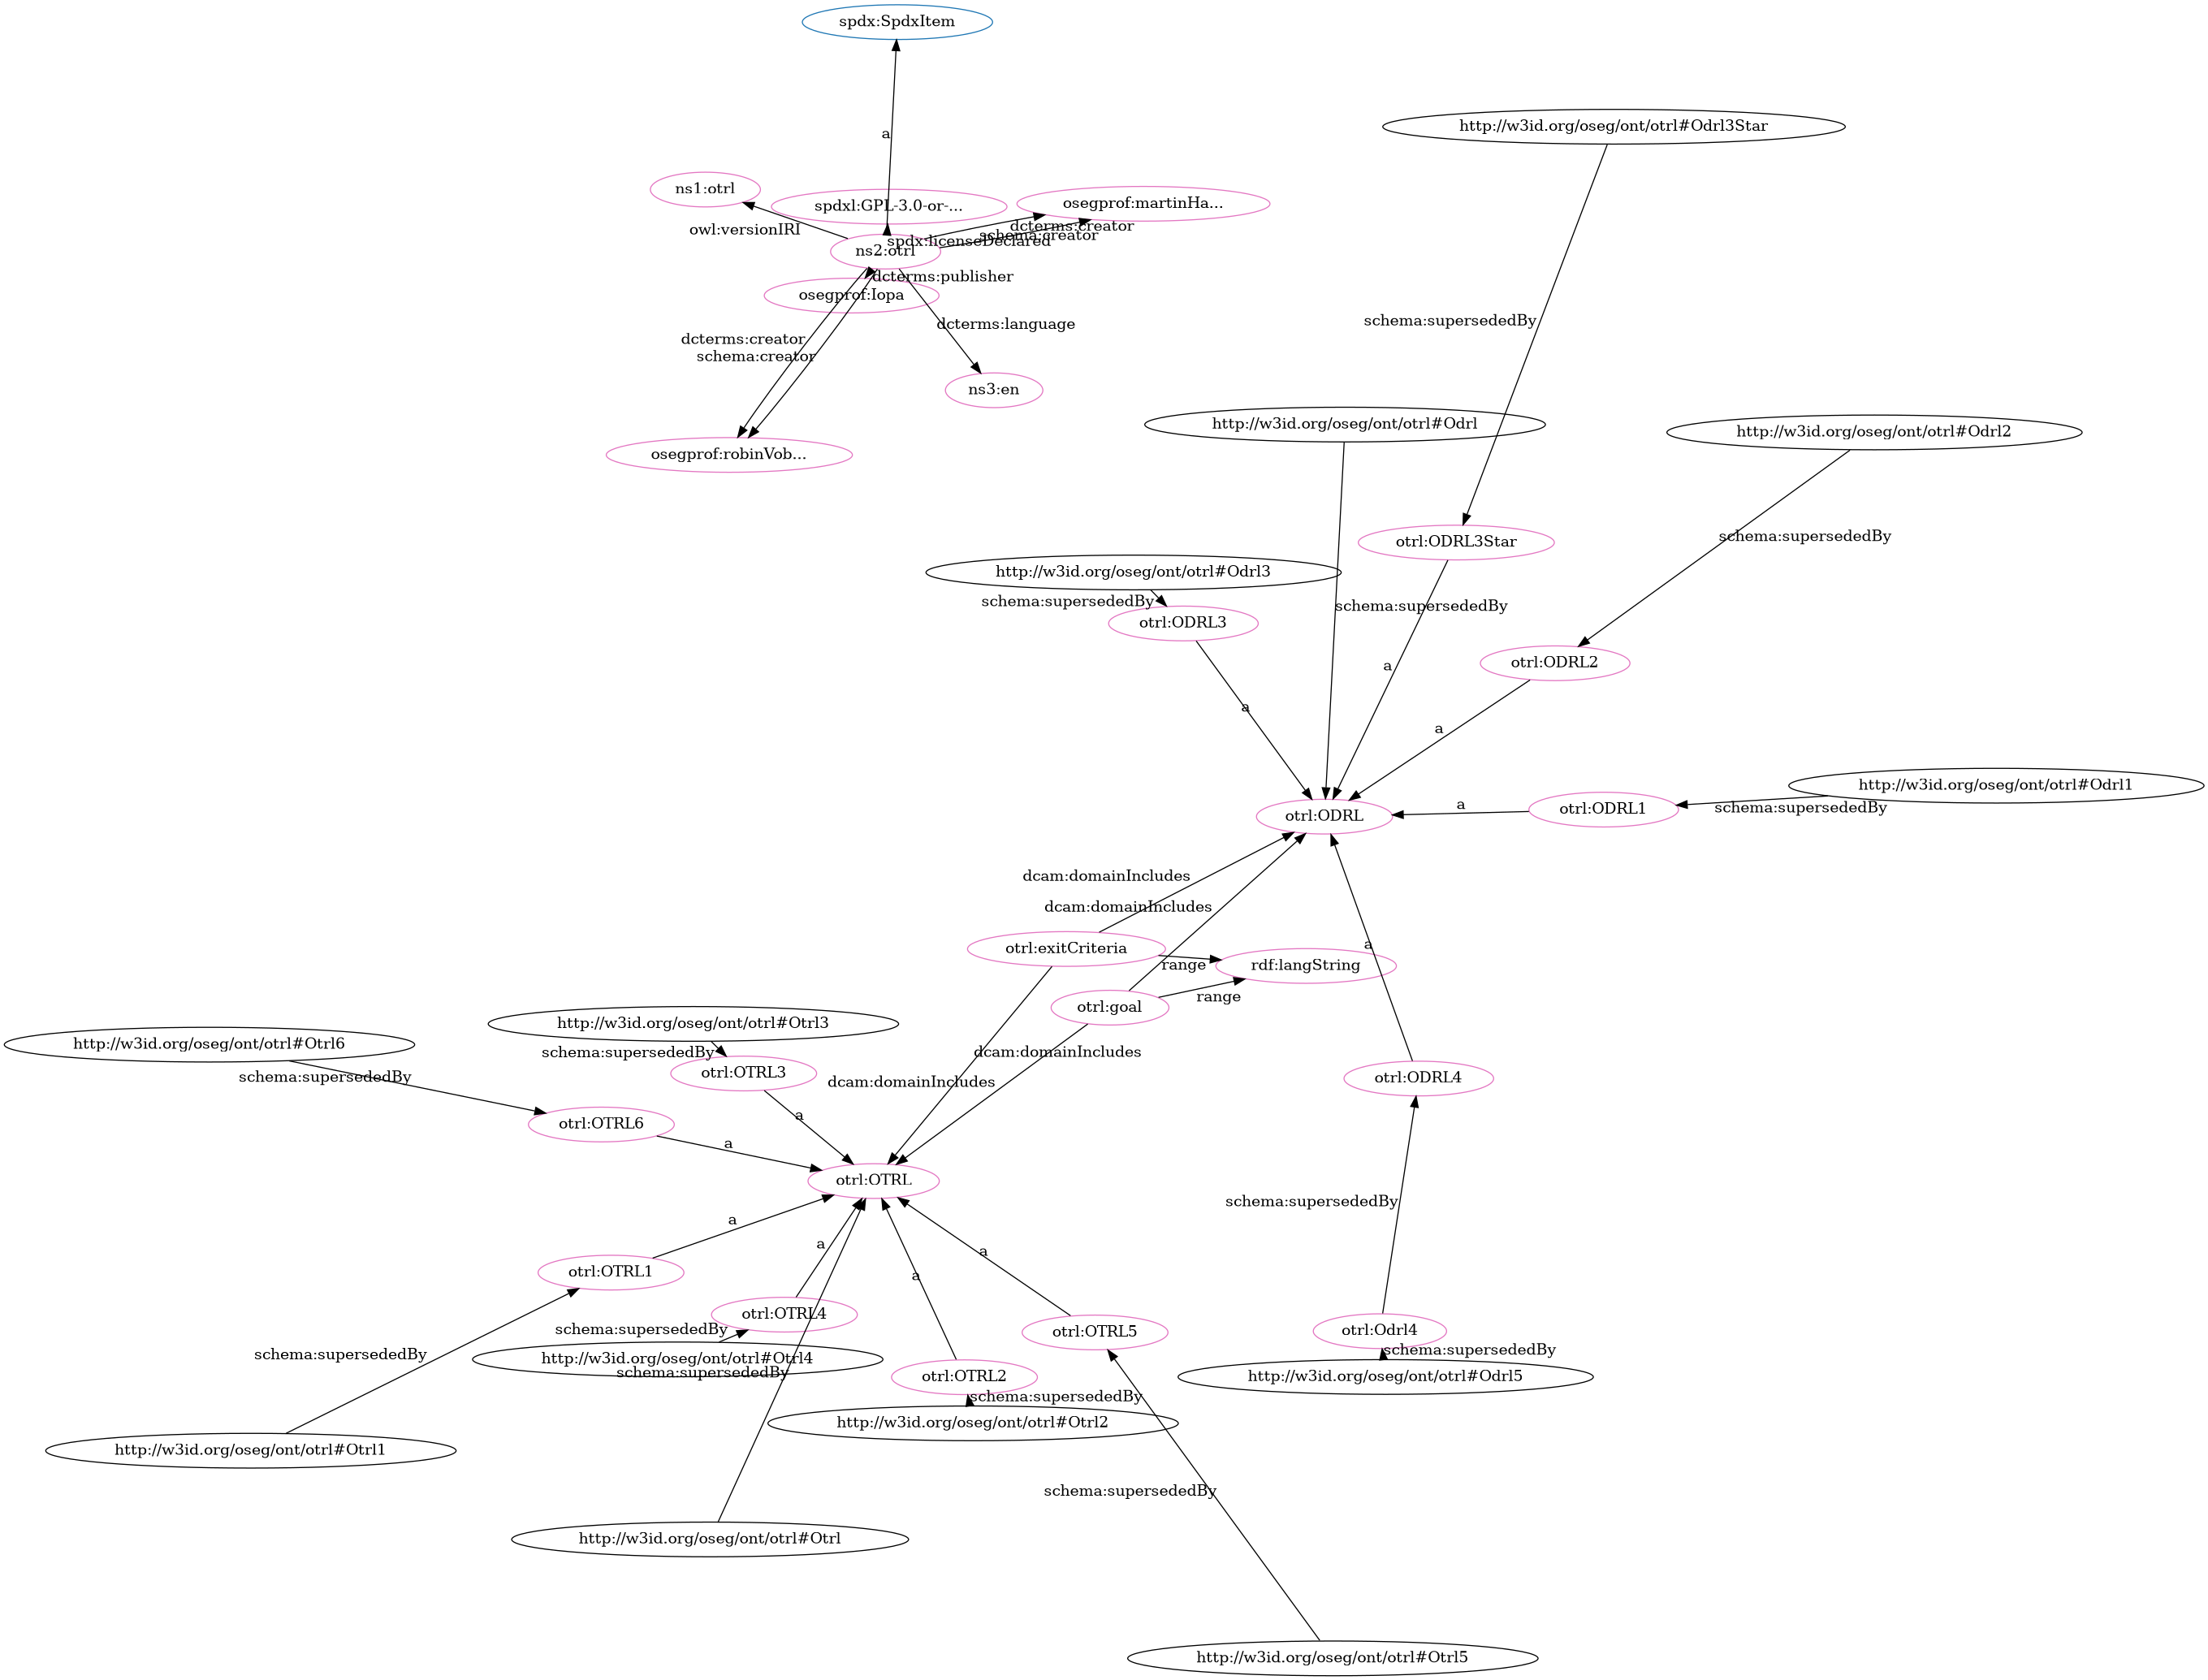 spdx:SpdxItem
http://w3id.org/oseg/ont/otrl#Odrl3Star
a
ns1:otrl
spdxl:GPL-3.0-or-...
osegprof:martinHa...
owl:versionIRI
dcterms:creator
schema:creator
spdx:licenseDeclared
ns2:otrl
dcterms:publisher
osegprof:Iopa
schema:supersededBy
dcterms:language
dcterms:creator
schema:creator
ns3:en
http://w3id.org/oseg/ont/otrl#Odrl
http://w3id.org/oseg/ont/otrl#Odrl2
osegprof:robinVob...
schema:supersededBy
otrl:ODRL3Star
http://w3id.org/oseg/ont/otrl#Odrl3
schema:supersededBy
schema:supersededBy
otrl:ODRL3
otrl:ODRL2
a
a
a
http://w3id.org/oseg/ont/otrl#Odrl1
a
schema:supersededBy
otrl:ODRL1
otrl:ODRL
dcam:domainIncludes
dcam:domainIncludes
a
otrl:exitCriteria
range
rdf:langString
range
otrl:goal
http://w3id.org/oseg/ont/otrl#Otrl3
http://w3id.org/oseg/ont/otrl#Otrl6
schema:supersededBy
dcam:domainIncludes
otrl:OTRL3
schema:supersededBy
otrl:ODRL4
dcam:domainIncludes
a
otrl:OTRL6
a
otrl:OTRL
schema:supersededBy
a
a
a
otrl:OTRL1
a
otrl:OTRL4
schema:supersededBy
otrl:OTRL5
otrl:Odrl4
schema:supersededBy
schema:supersededBy
http://w3id.org/oseg/ont/otrl#Otrl4
schema:supersededBy
otrl:OTRL2
http://w3id.org/oseg/ont/otrl#Odrl5
schema:supersededBy
http://w3id.org/oseg/ont/otrl#Otrl2
http://w3id.org/oseg/ont/otrl#Otrl1
schema:supersededBy
http://w3id.org/oseg/ont/otrl#Otrl
http://w3id.org/oseg/ont/otrl#Otrl5